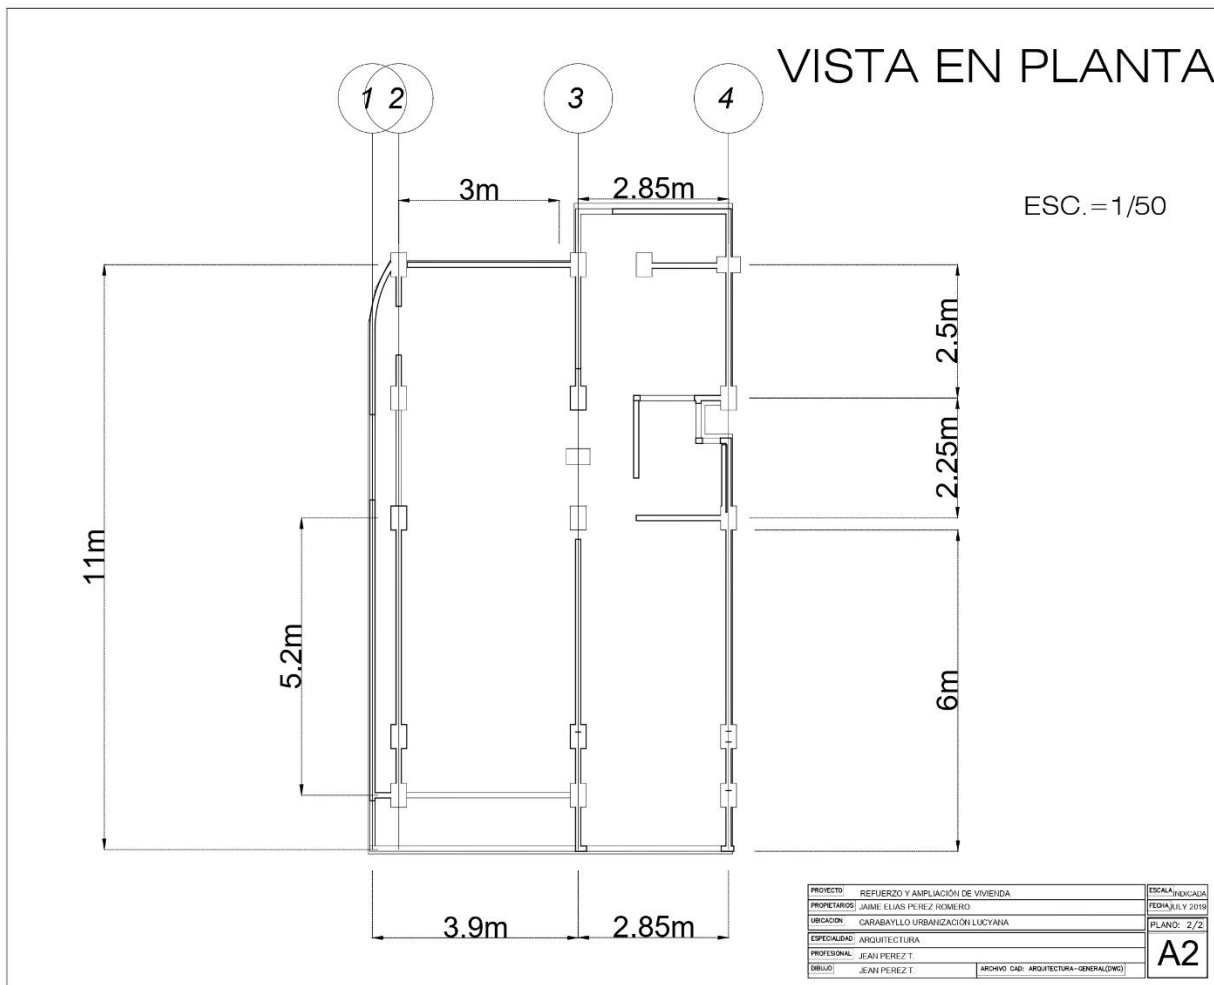 VISTA EN PLANTA
1 2 3 4
3m
2.85m
ESC.=1/50
2.5m
2.25m
11m
5.2m
6m
3.9m
2.85m
PROYECTO REFUERZO Y AMPLIACIÓN DE VIVIENDA
ESCALA INDICADA
PROPIETARIOS JAIME ELIAS PEREZ ROMERO
FECHA JULY 2019
UBICACION CARABAYLLO URBANIZACIÓN LUCYANA
PLANO: 2/2
ESPECIALIDAD ARQUITECTURA
A2
PROFESIONAL JEAN PEREZ T.
DIBUJO JEAN PEREZ T.
ARCHIVO CAD: ARQUITECTURA-GENERAL(DWG)